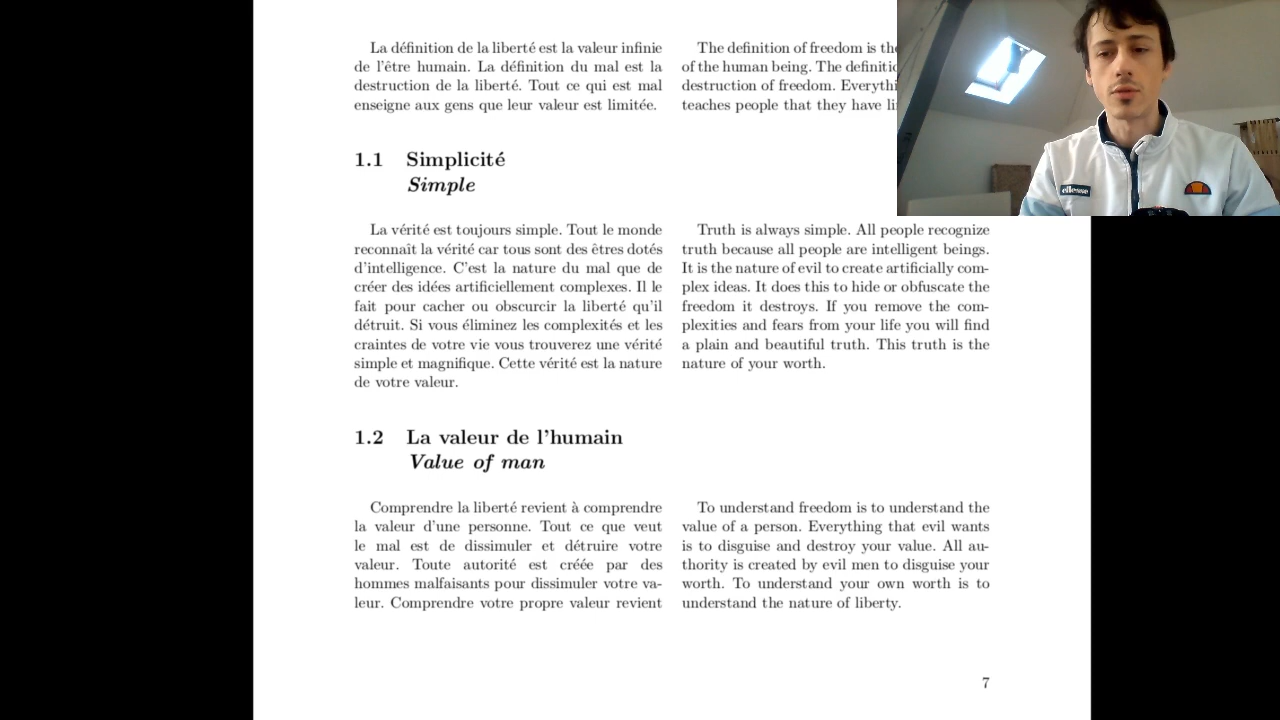 La définition de la liberté est la valeur infinie
de l'être humain. La définition du mal est la
destruction de la liberté. Tout ce qui est mal
enseigne aux gens que leur valeur est limitée.
The definition of freedom is the
of the human being. The
destruction of freedom.
teaches people that they have
1.1 Simplicité
Simple
La vérité est toujours simple. Tout le monde
reconnaît la vérité car tous sont des êtres dotés
d'intelligence. C'est la nature du mal que de
créer des idées artificiellement complexes. Il le
fait pour cacher ou obscurcir la liberté qu'il
détruit. Si vous éliminez les complexités et les
craintes de votre vie vous trouverez une vérité
simple et magnifique. Cette vérité est la nature
de votre valeur.
Truth is always simple. All people recognize
truth because all people are intelligent beings.
It is the nature of evil to create artificially com-
plex ideas. It does this to hide or obfuscate the
freedom it destroys. If you remove the com-
plexities and fears from your life you will find
a plain and beautiful truth. This truth is the
nature of your worth.
1.2 La valeur de l'humain
Value of man
Comprendre la liberté revient à comprendre
la valeur d'une personne. Tout ce que veut
le mal est de dissimuler et détruire votre
valeur. Toute autorité est créée par des
hommes malfaisants pour dissimuler votre va-
leur. Comprendre votre propre valeur revient
To understand freedom is to understand the
value of a person. Everything that evil wants
is to disguise and destroy your value. All au-
thority is created by evil men to disguise your
worth. To understand your own worth is to
understand the nature of liberty.
7
ellesse